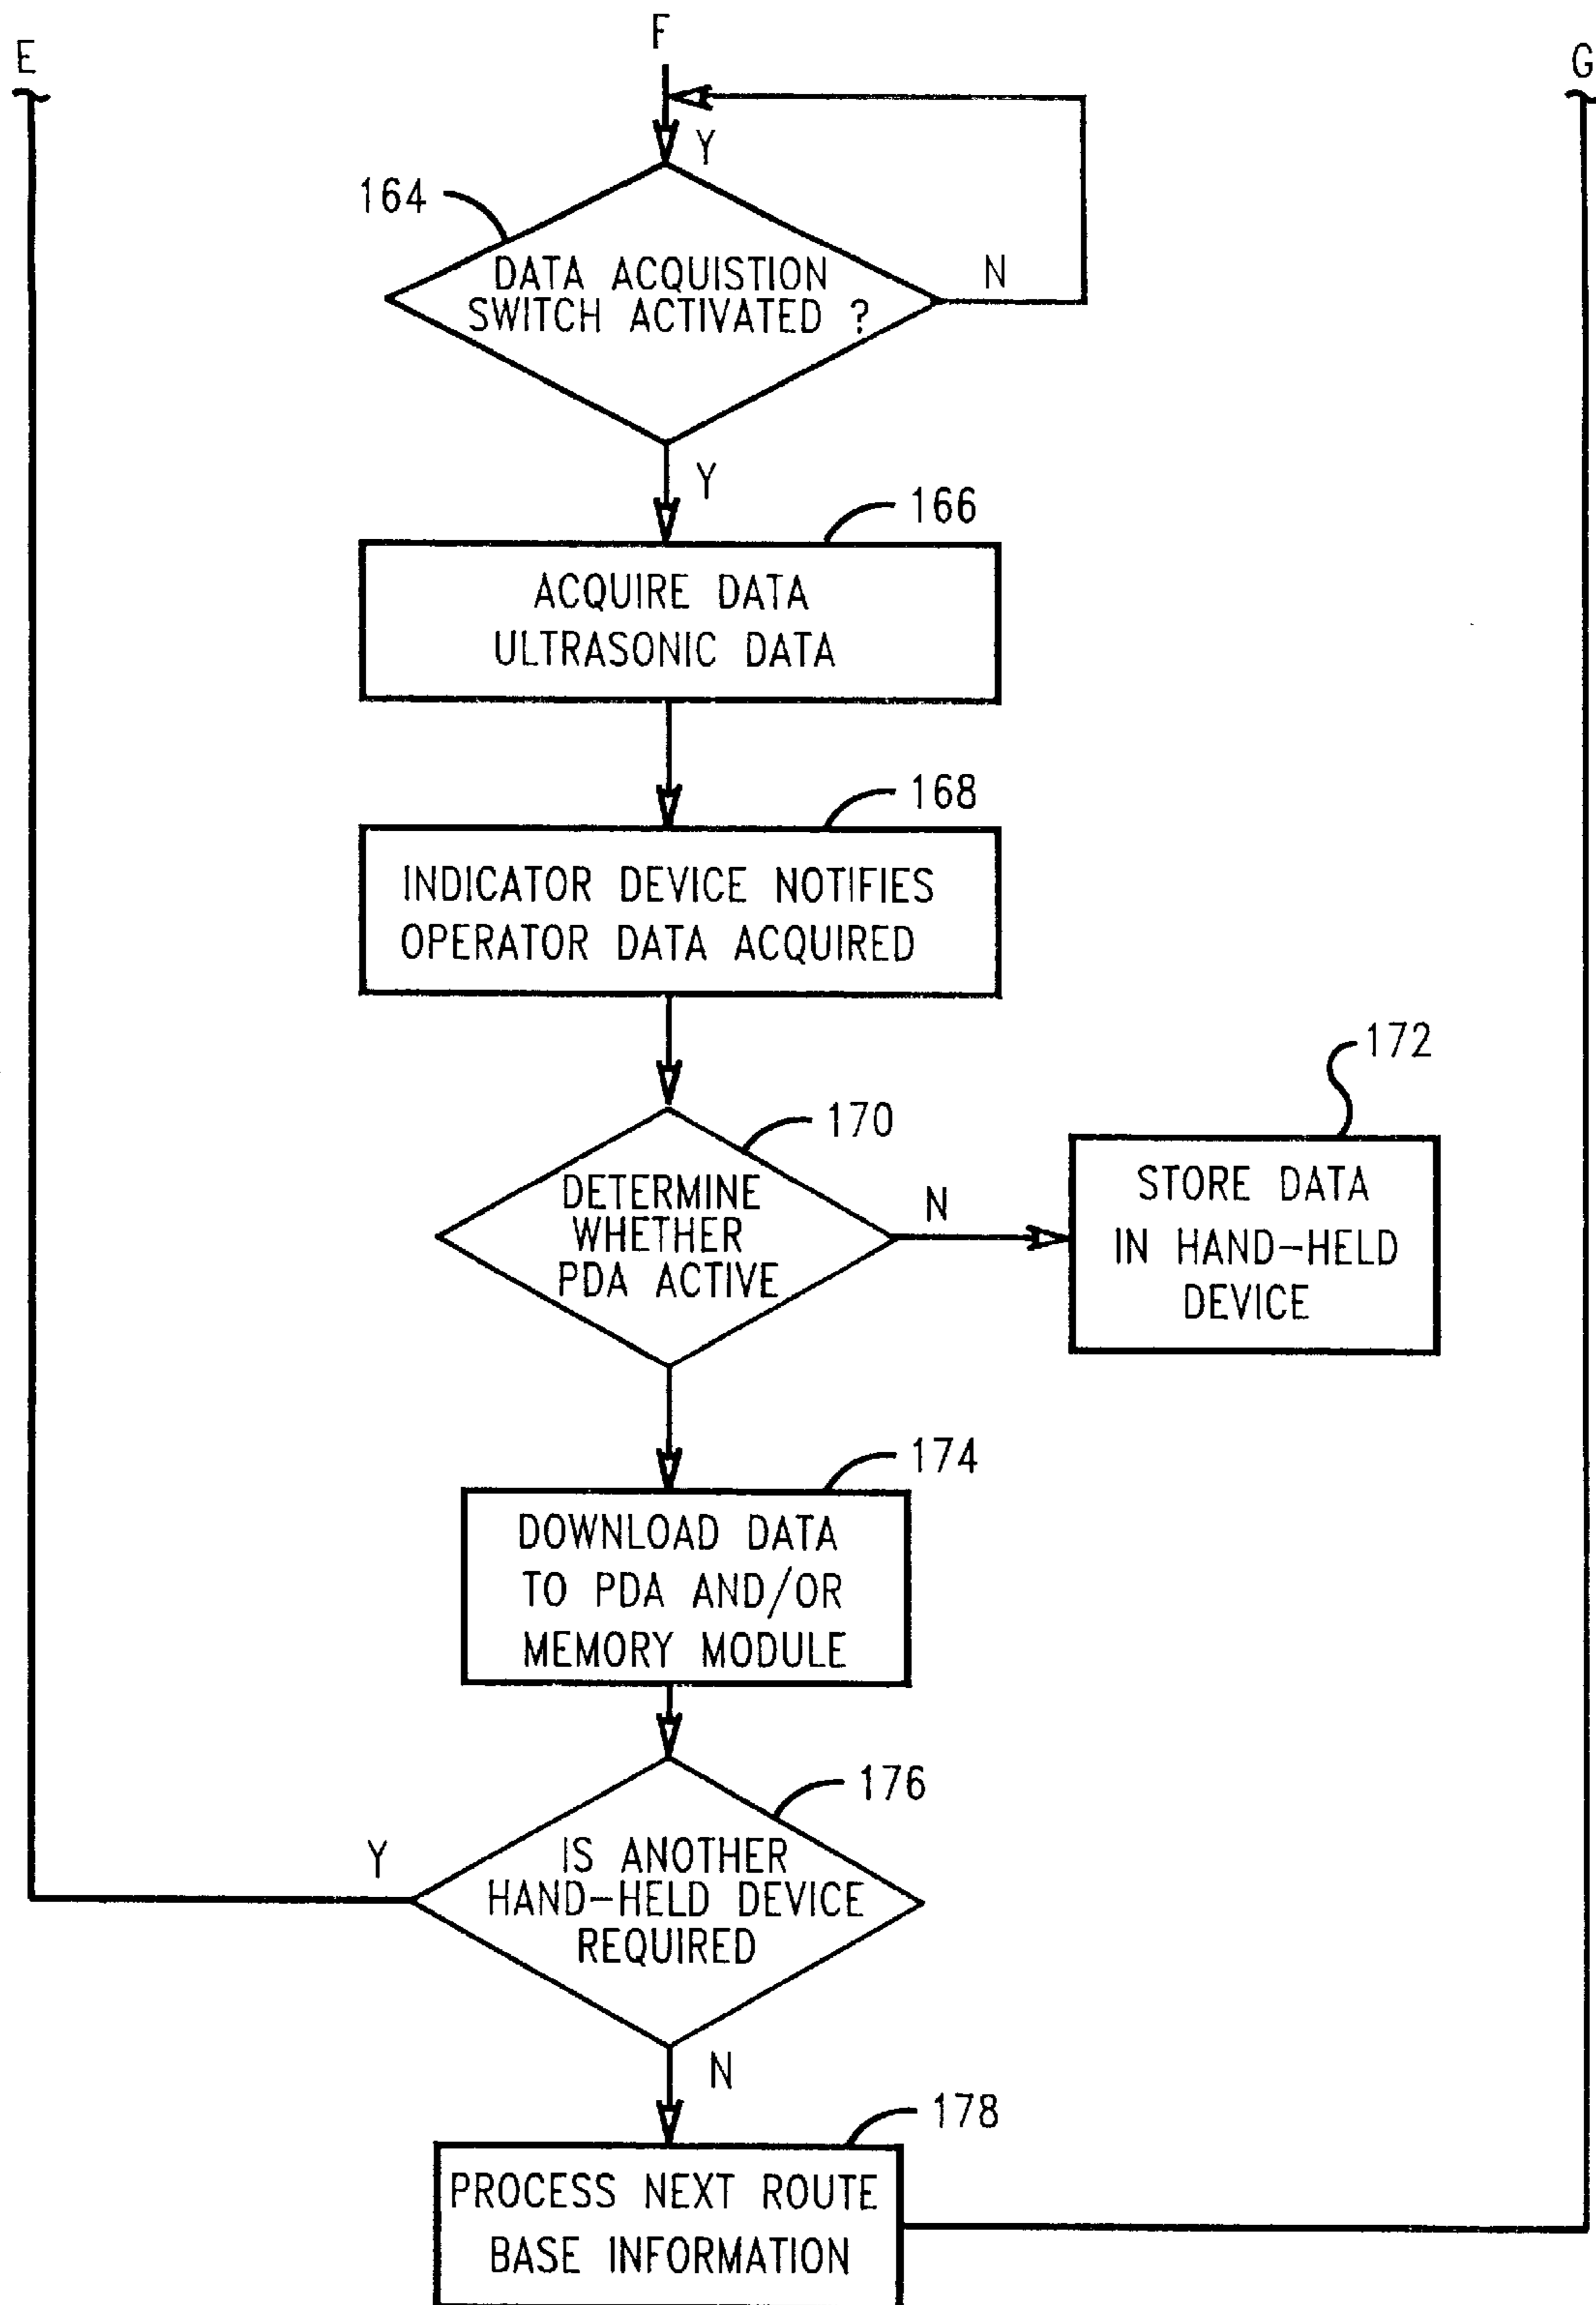 E
F
G
Y
164
DATA ACQUISTION
SWITCH ACTIVATED ?
N
Y
166
ACQUIRE DATA
ULTRASONIC DATA
168
INDICATOR DEVICE NOTIFIES
OPERATOR DATA ACQUIRED
172
170
DETERMINE
WHETHER
PDA ACTIVE
N
STORE DATA
IN HAND-HELD
DEVICE
174
DOWNLOAD DATA
TO PDA AND/OR
MEMORY MODULE
176
Y
IS ANOTHER
HAND-HELD DEVICE
REQUIRED
N
178
PROCESS NEXT ROUTE
BASE INFORMATION